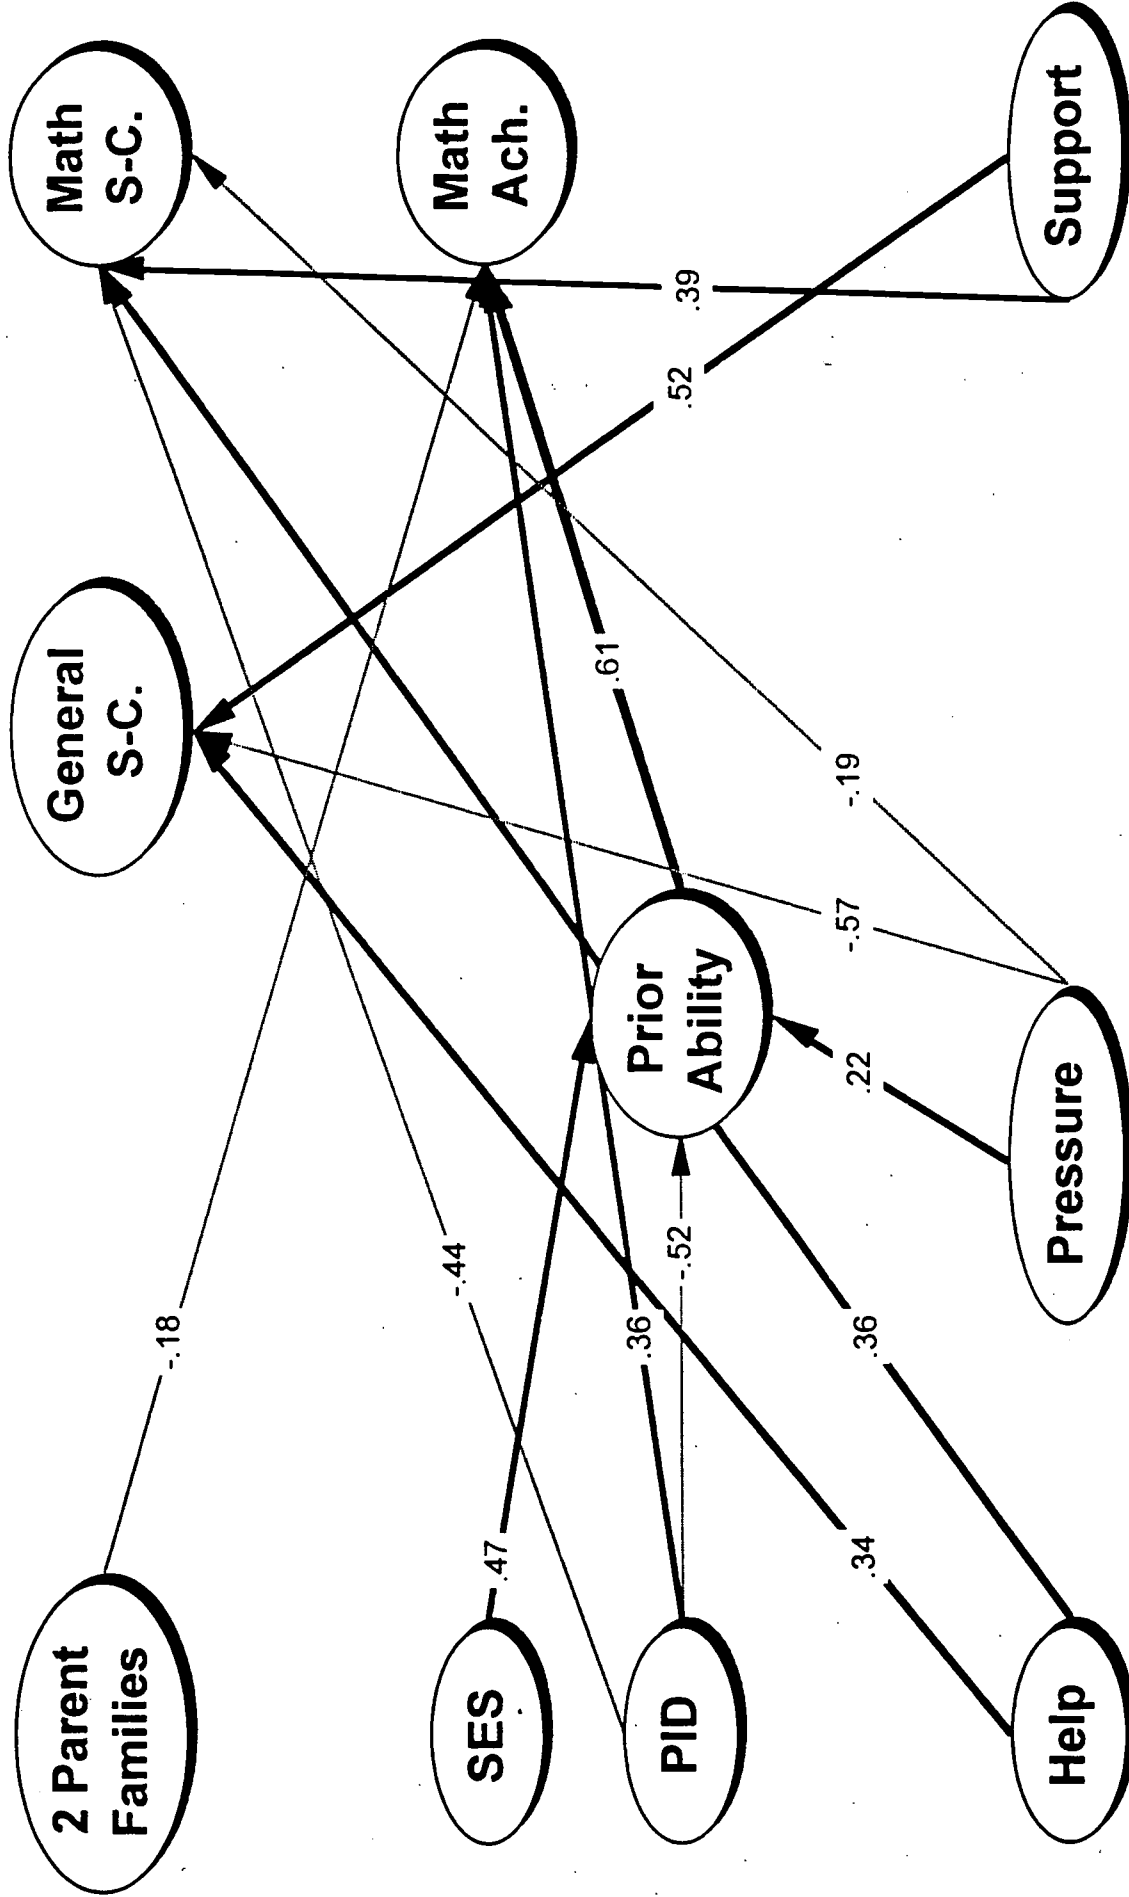 2 Parent
Families
General
S-C.
Math
S-C.
-.18
SES
.47
-.44
Math
Ach.
PID
.36
-.52
Prior
Ability
.61
.52
.39
Help
.34
.36
.22
-.57
-.19
Pressure
Support